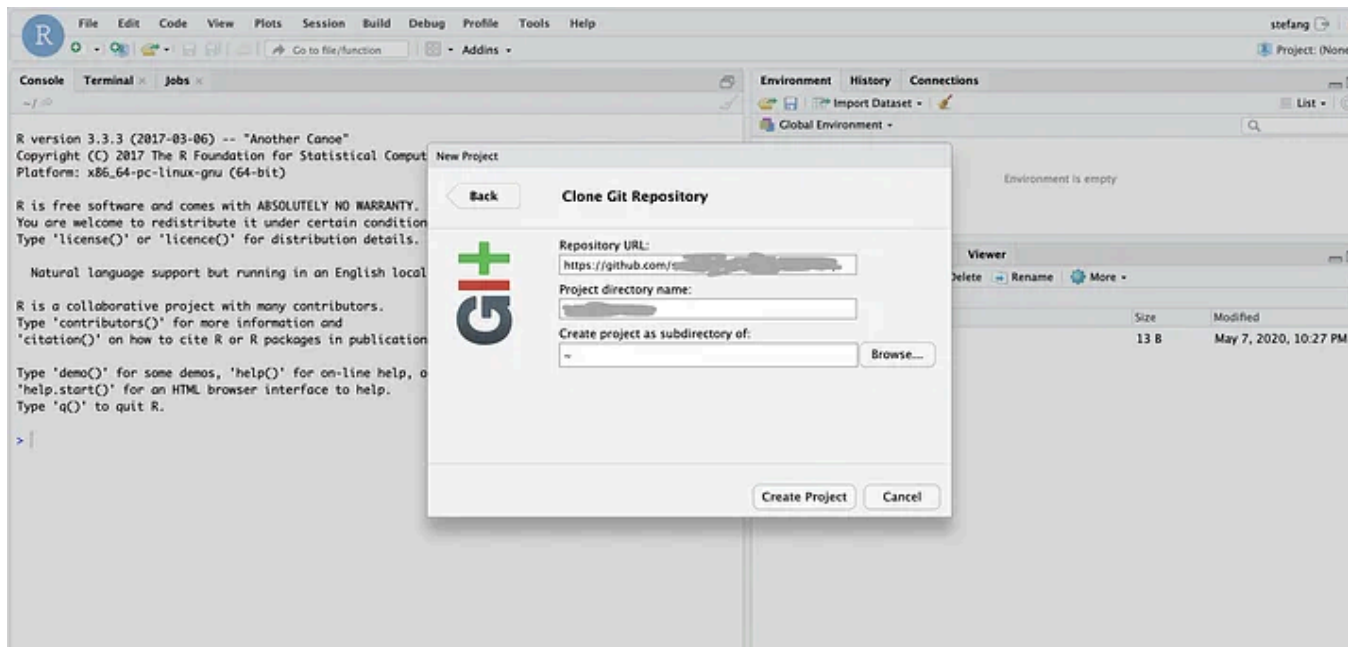 File Edit Code View Plots Session Build Debug Profile Tools Help
stefang
R
Go to file/function
Addins
Project: (None
Console Terminal Jobs
~/
R version 3.3.3 (2017-03-06) -- "Another Canoe"
Copyright (C) 2017 The R Foundation for Statistical Comput
Platform: x86_64-pc-linux-gnu (64-bit)
R is free software and comes with ABSOLUTELY NO WARRANTY.
You are welcome to redistribute it under certain condition
Type 'license()' or 'licence()' for distribution details.
Natural language support but running in an English local
R is a collaborative project with many contributors.
Type 'contributors()' for more information and
'citation()' on how to cite R or R packages in publication
Type 'demo()' for some demos, 'help()' for on-line help, o
'help.start()' for an HTML browser interface to help.
Type 'q()' to quit R.
>
Environment History Connections
Import Dataset
List
Global Environment
Environment is empty
Viewer
Delete Rename More
Size Modified
13 B May 7, 2020, 10:27 PM
New Project
Back
Clone Git Repository
GIt
Repository URL:
https://github.com/
Project directory name:
Create project as subdirectory of:
~
Browse...
Create Project Cancel